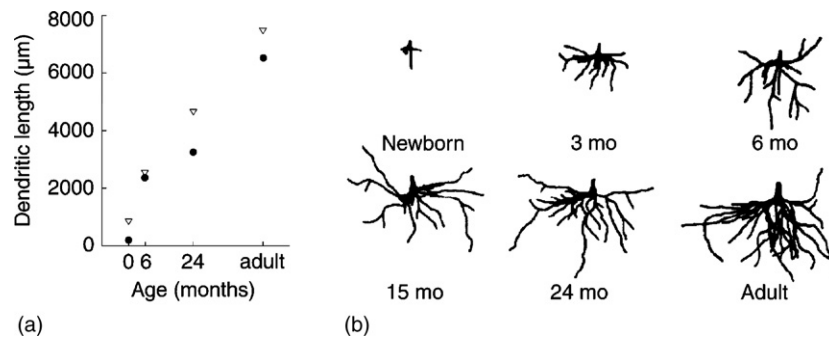 8000
6000
4000
2000
0
Dendritic length (µm)
0 6 24 adult
Age (months)
(a)
Newborn 3 mo 6 mo
15 mo 24 mo Adult
(b)